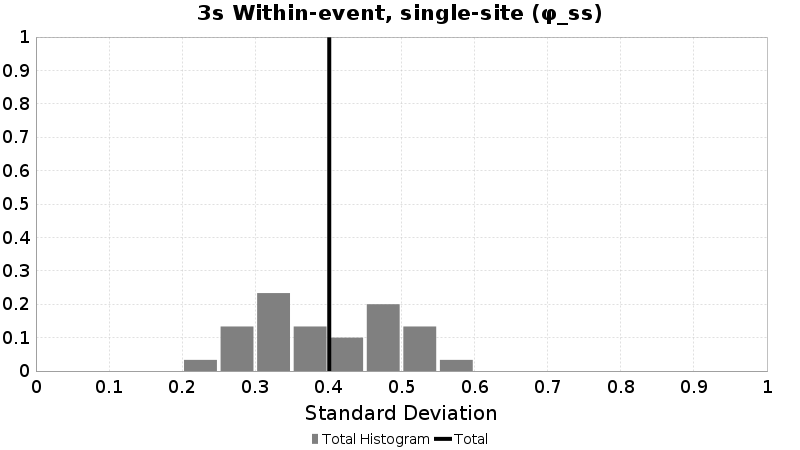 3s Within-event, single-site (φ_ss)
1
0.9
0.8
0.7
0.6
0.5
0.4
0.3
0.2
0.1
0
0 0.1 0.2 0.3 0.4 0.5 0.6 0.7 0.8 0.9 1
Standard Deviation
Total Histogram Total